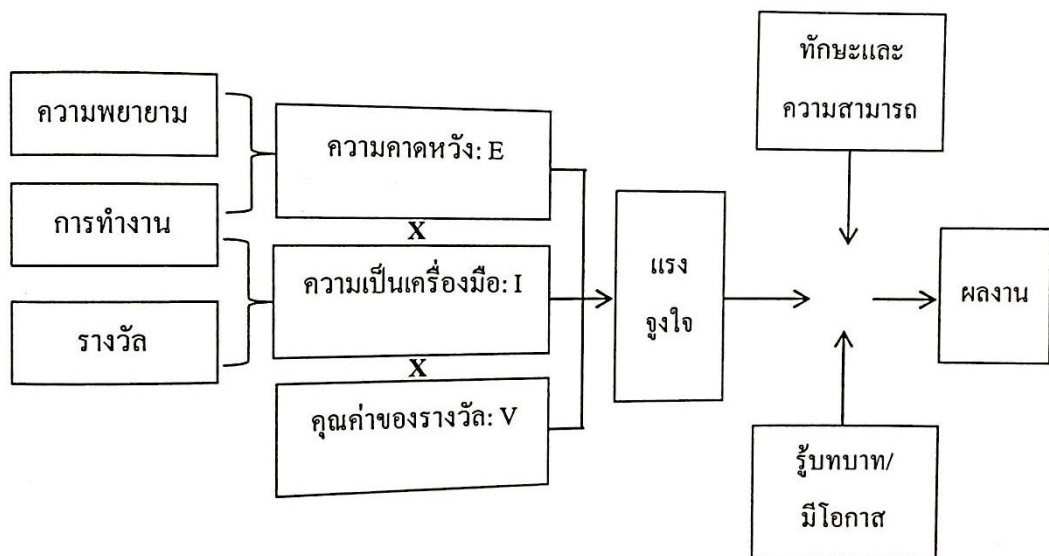 ความพยายาม
การทำงาน
รางวัล
ความคาดหวัง: E
X
ความเป็นเครื่องมือ: I
X
คุณค่าของรางวัล: V
แรง
จูงใจ
ทักษะและ
ความสามารถ
รู้บทบาท/
มีโอกาส
ผลงาน